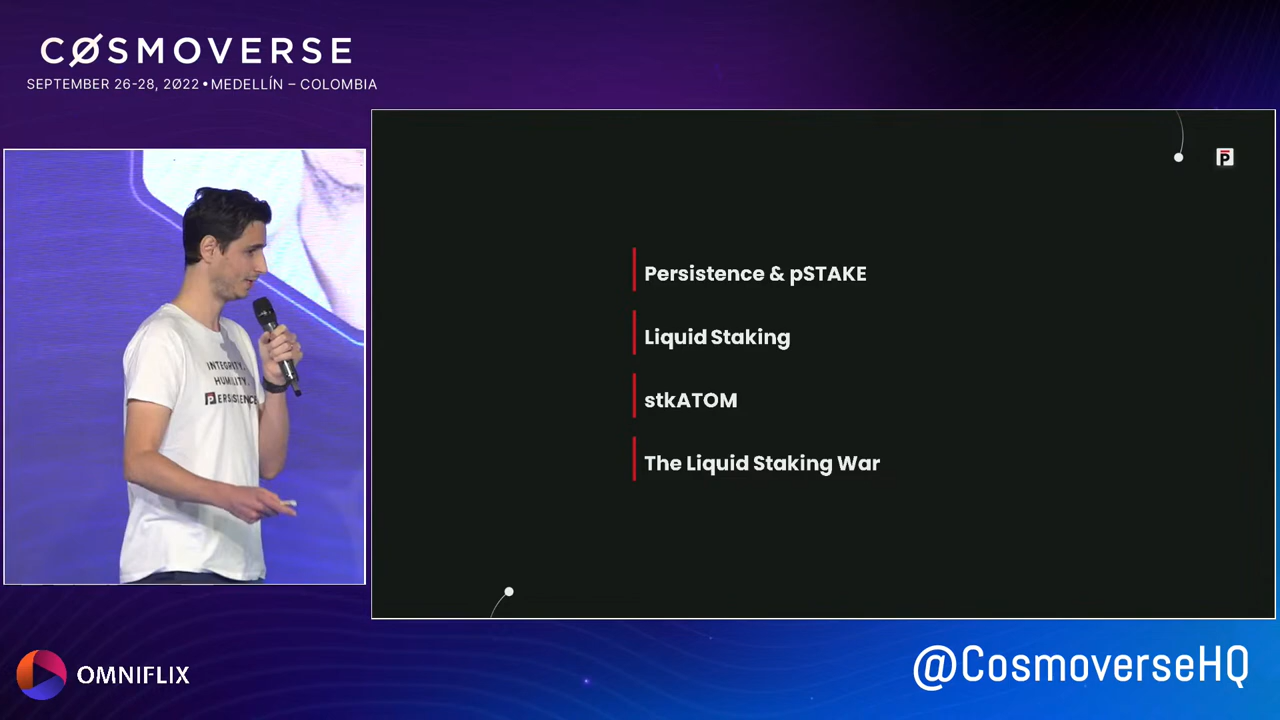 CØSMOVERSE
SEPTEMBER 26-28, 2022 • MEDELLÍN – COLOMBIA
INTEGRITY.
HUMILITY.
PERSISTENCE
Persistence & pSTAKE
Liquid Staking
stkATOM
The Liquid Staking War
OMNIFLIX
@CosmoverseHQ